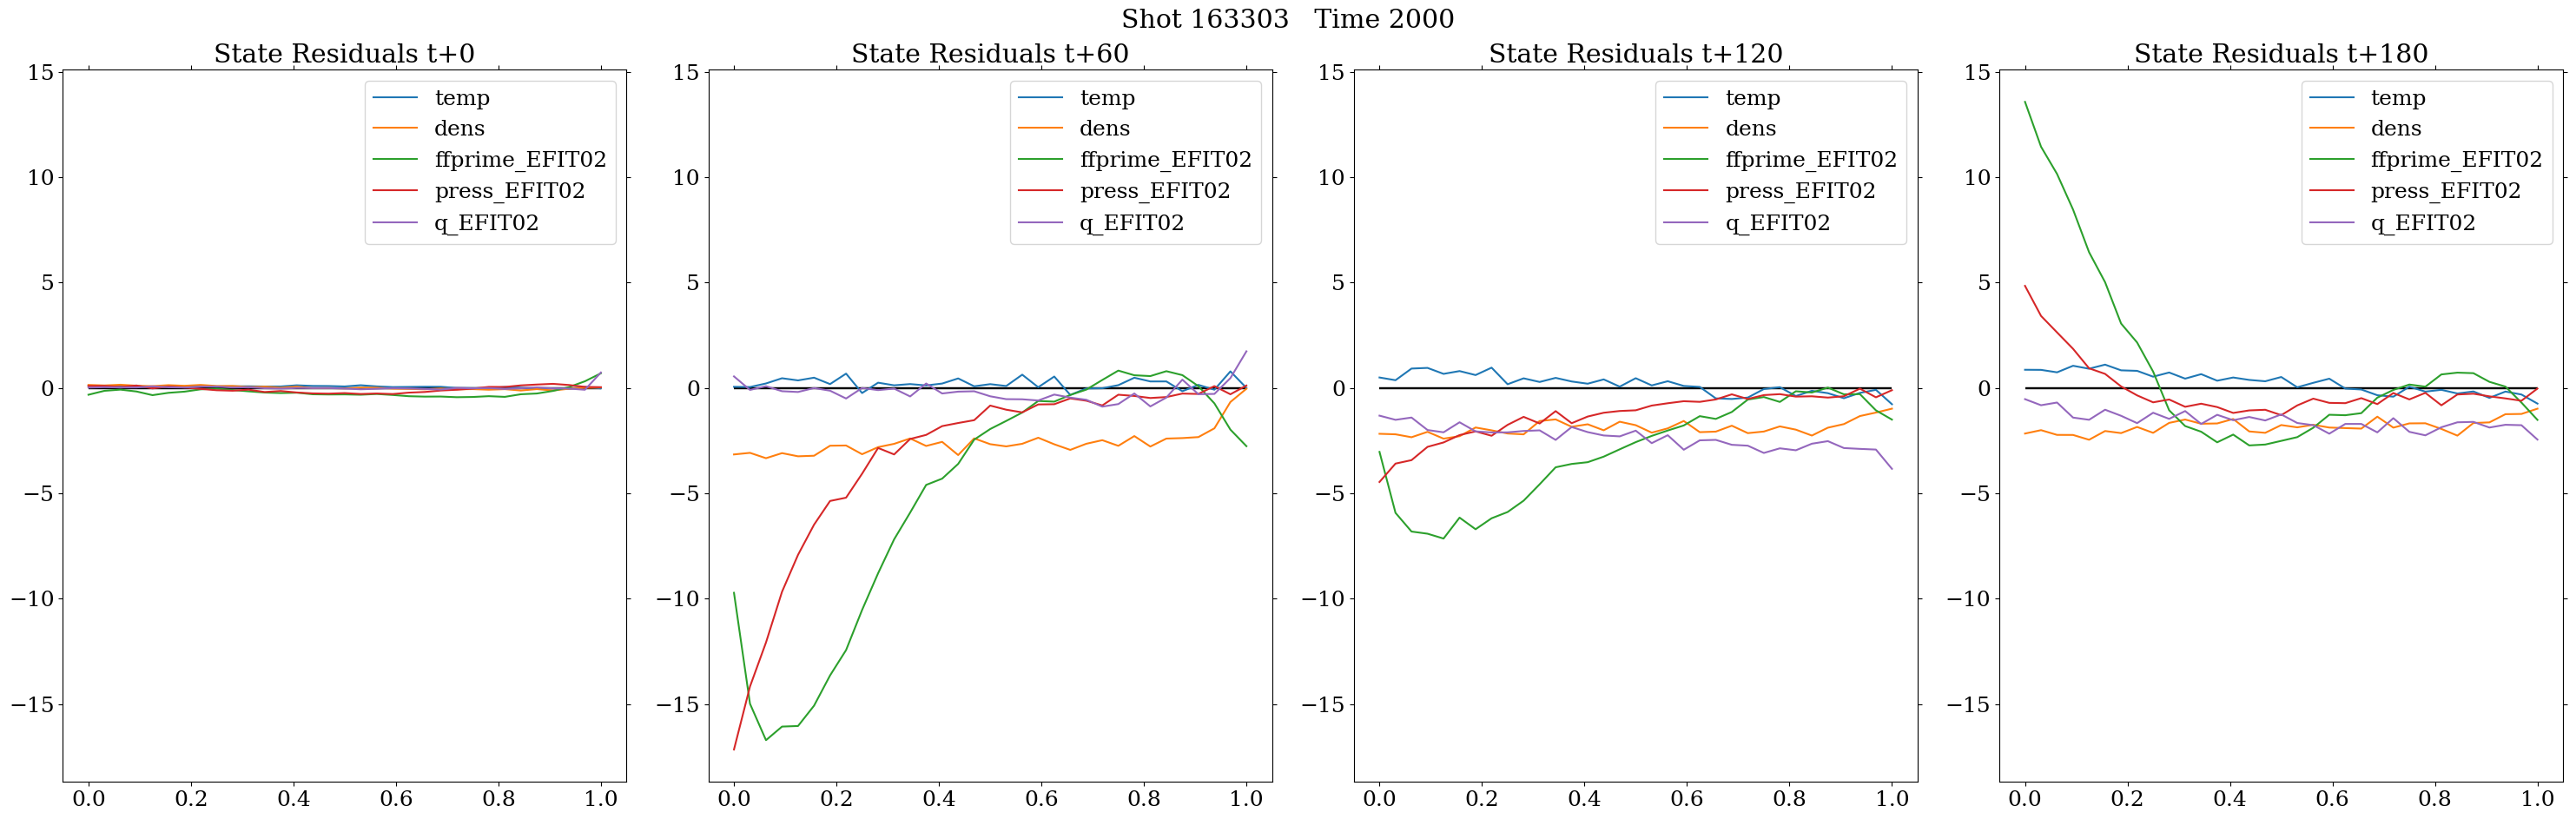 Shot 163303   Time 2000
State Residuals t+0
15
10
5
0
−5
−10
−15
0.0 0.2 0.4 0.6 0.8 1.0
temp
dens
ffprime_EFIT02
press_EFIT02
q_EFIT02
State Residuals t+60
15
10
5
0
−5
−10
−15
0.0 0.2 0.4 0.6 0.8 1.0
temp
dens
ffprime_EFIT02
press_EFIT02
q_EFIT02
State Residuals t+120
15
10
5
0
−5
−10
−15
0.0 0.2 0.4 0.6 0.8 1.0
temp
dens
ffprime_EFIT02
press_EFIT02
q_EFIT02
State Residuals t+180
15
10
5
0
−5
−10
−15
0.0 0.2 0.4 0.6 0.8 1.0
temp
dens
ffprime_EFIT02
press_EFIT02
q_EFIT02